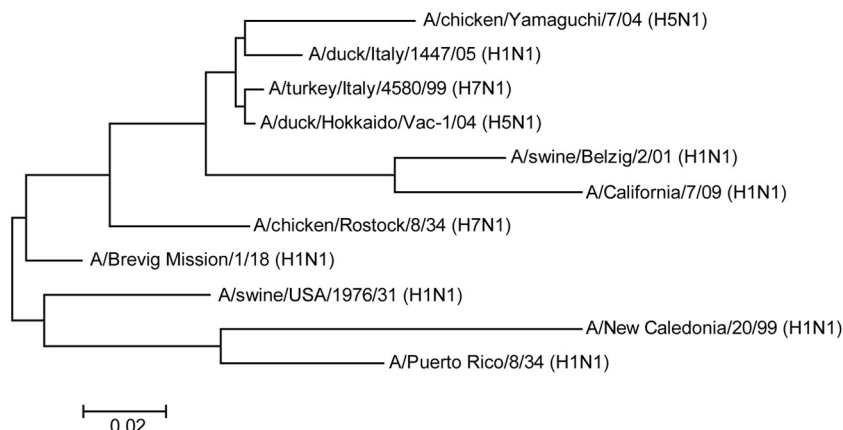 A/chicken/Yamaguchi/7/04 (H5N1)
A/duck/Italy/1447/05 (H1N1)
A/turkey/Italy/4580/99 (H7N1)
A/duck/Hokkaido/Vac-1/04 (H5N1)
A/swine/Belzig/2/01 (H1N1)
A/California/7/09 (H1N1)
A/chicken/Rostock/8/34 (H7N1)
A/Brevig Mission/1/18 (H1N1)
A/swine/USA/1976/31 (H1N1)
A/New Caledonia/20/99 (H1N1)
A/Puerto Rico/8/34 (H1N1)
0.02